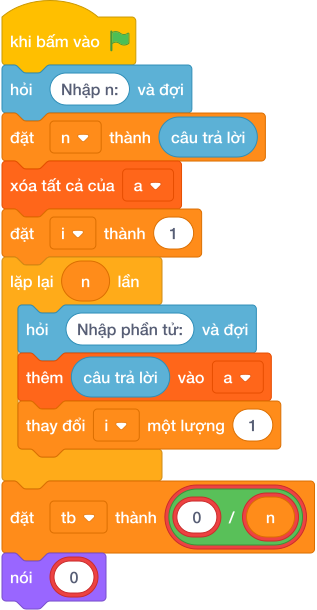 khi bấm vào
hỏi Nhập n: và đợi
đặt n thành câu trả lời
xóa tất cả của a
đặt i thành 1
lặp lại n lần
hỏi Nhập phần tử: và đợi
thêm câu trả lời vào a
thay đổi i một lượng 1
đặt tb thành 0 / n
nói 0